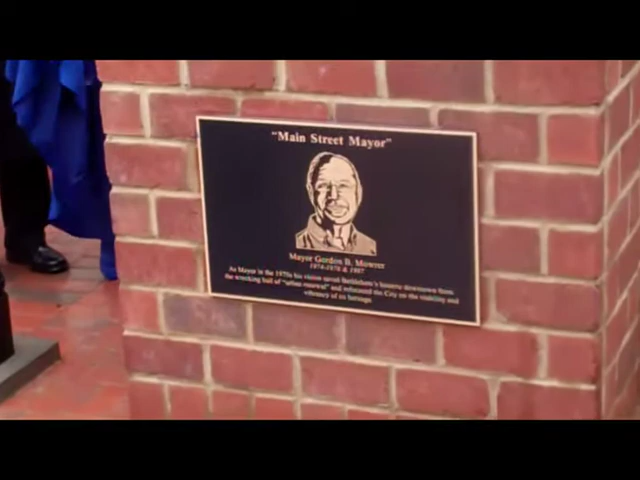 "Main Street Mayor"
Mayor Gordon B. Mowrer
1974-1978 & 1987
As Mayor in the 1970s his vision saved Bethlehem's historic downtown from
the wrecking ball of "urban renewal" and refocused the City on the viability and
vibrancy of its heritage.